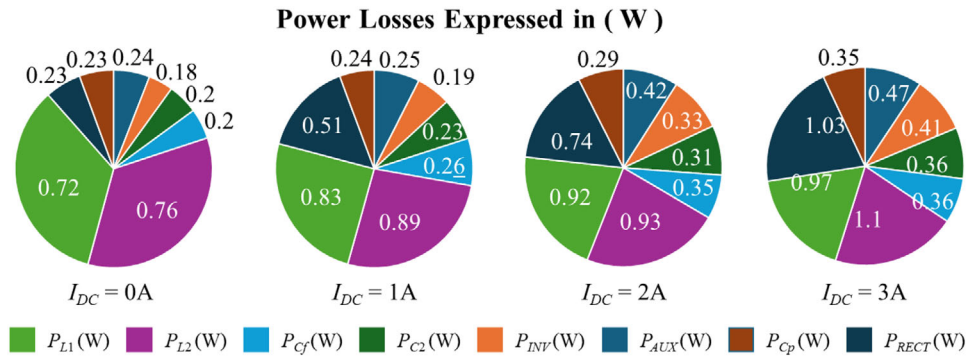 Power Losses Expressed in ( W )
0.23 0.23 0.24 0.18 0.2 0.2 0.76 0.72
0.24 0.25 0.19 0.23 0.26 0.89 0.83 0.51
0.29 0.42 0.33 0.31 0.35 0.93 0.92 0.74
0.35 0.47 0.41 0.36 0.36 1.1 0.97 1.03
I_DC = 0A I_DC = 1A I_DC = 2A I_DC = 3A
P_L1(W) P_L2(W) P_Cf(W) P_C2(W) P_INV(W) P_AUX(W) P_Cp(W) P_RECT(W)